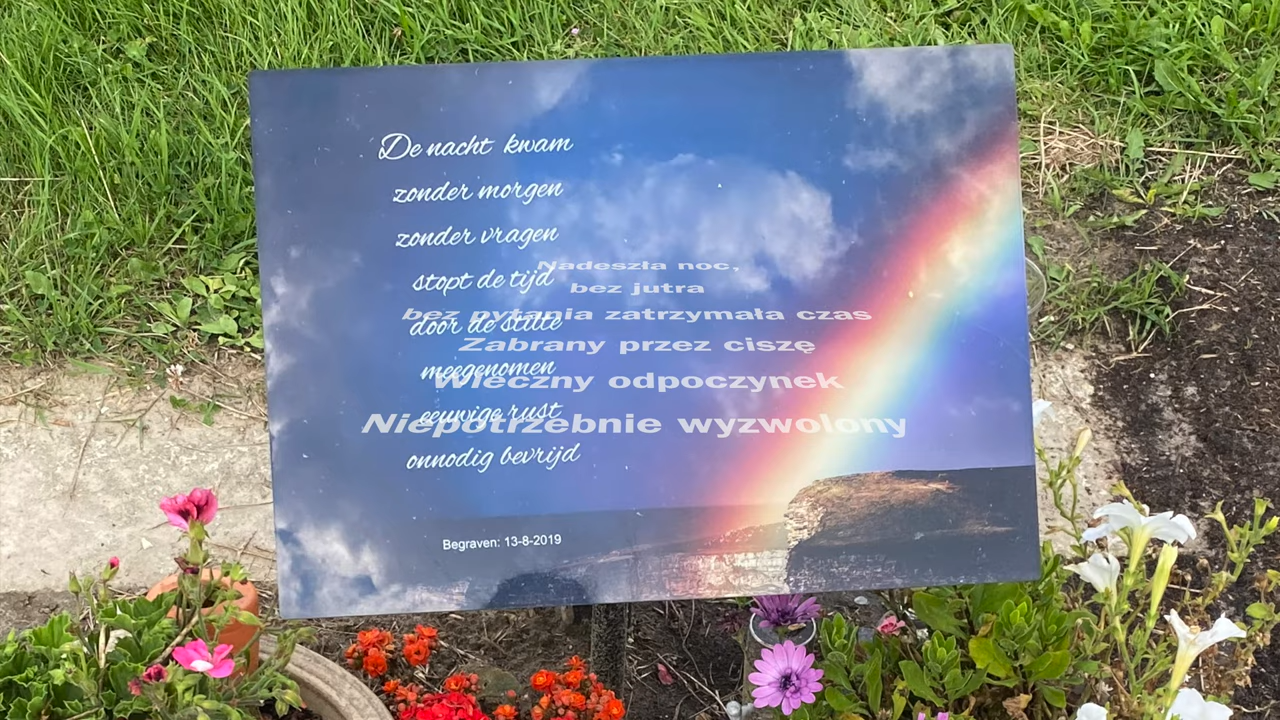 De nacht kwam
zonder morgen
zonder vragen
stopt de tijd
door de stilte
meegenomen
eeuwige rust
onnodig bevrijd
Begraven: 13-8-2019
Nadeszła noc,
bez jutra
bez pytania zatrzymała czas
Zabrany przez ciszę
Wieczny odpoczynek
Niepotrzebnie wyzwolony